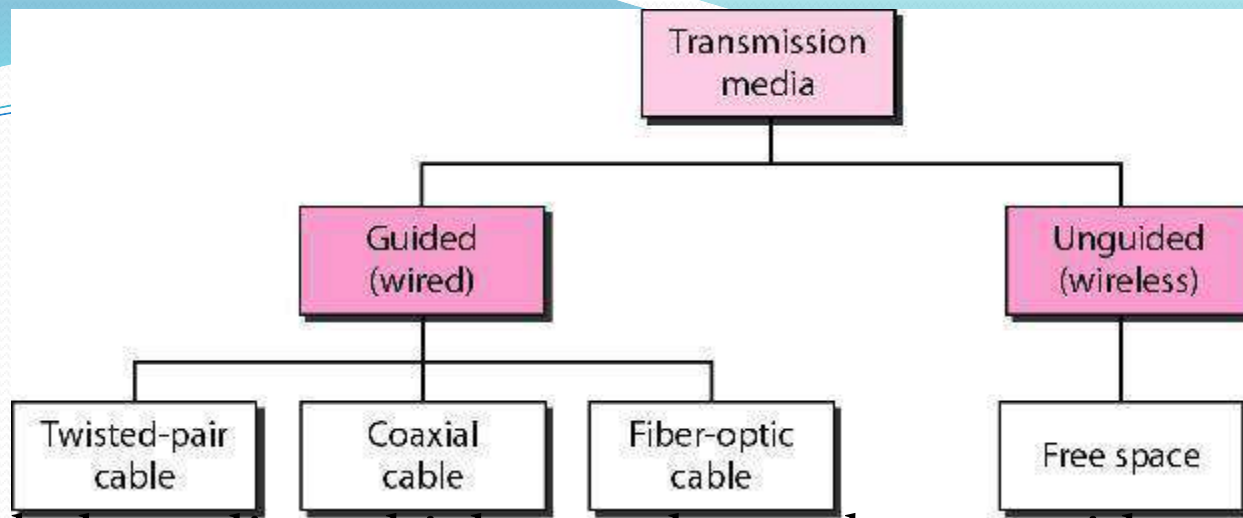 Transmission
media
Guided
(wired)
Unguided
(wireless)
Twisted-pair
cable
Coaxial
cable
Fiber-optic
cable
Free space